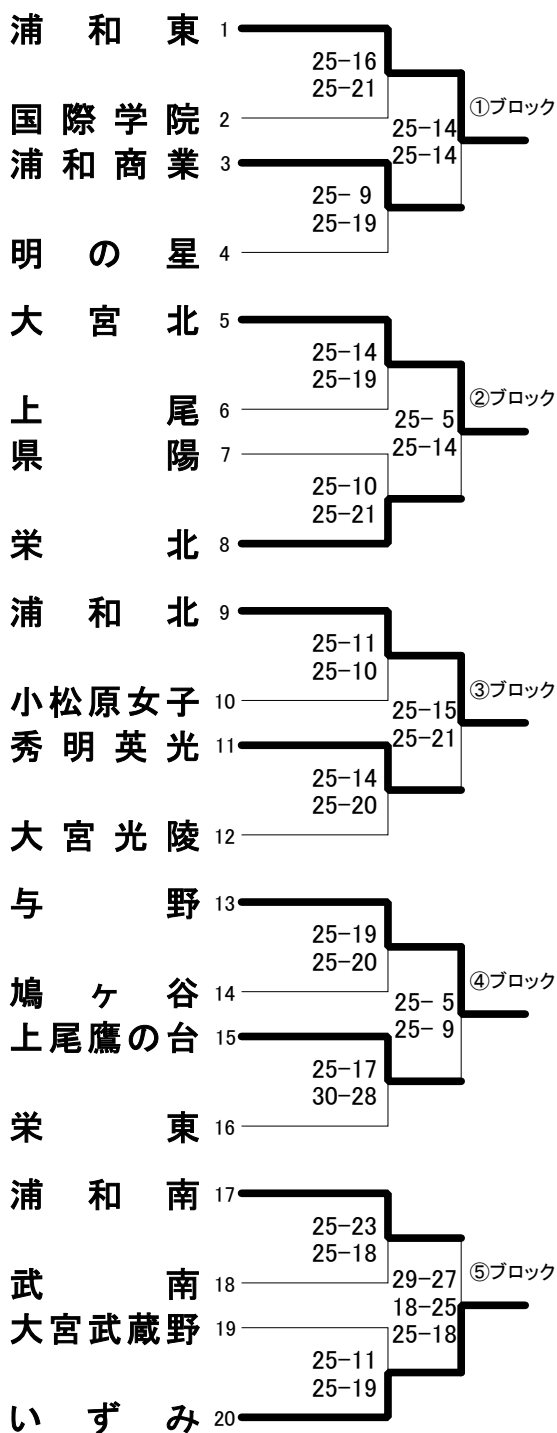 浦和東 1
25-16
25-21
国際学院 2
①ブロック
25-14
25-14
浦和商業 3
25- 9
25-19
明の星 4
大宮北 5
25-14
25-19
上尾 6
②ブロック
25- 5
25-14
県陽 7
25-10
25-21
栄北 8
浦和北 9
25-11
25-10
小松原女子 10
③ブロック
25-15
25-21
秀明英光 11
25-14
25-20
大宮光陵 12
与野 13
25-19
25-20
鳩ヶ谷 14
④ブロック
25- 5
25- 9
上尾鷹の台 15
25-17
30-28
栄東 16
浦和南 17
25-23
25-18
武南 18
⑤ブロック
29-27
18-25
25-18
大宮武蔵野 19
25-11
25-19
いずみ 20